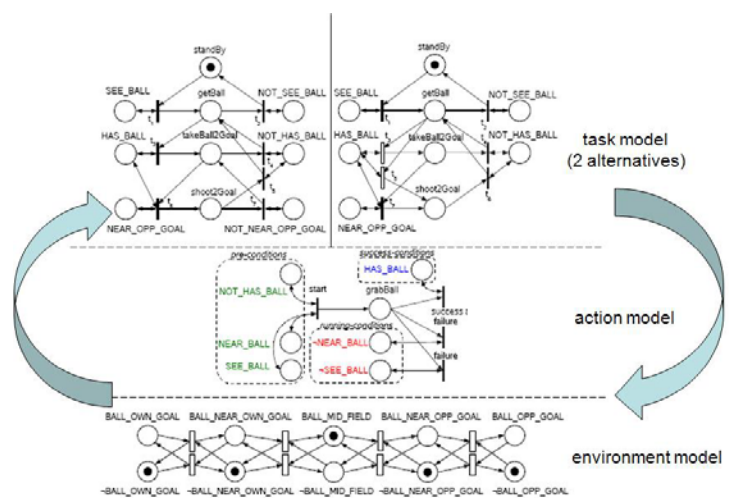 standBy
SEE_BALL
getBall
NOT_SEE_BALL
HAS_BALL
takeBall2Goal
NOT_HAS_BALL
shoot2Goal
NEAR_OPP_GOAL
NOT_NEAR_OPP_GOAL
standBy
SEE_BALL
getBall
NOT_SEE_BALL
HAS_BALL
takeBall2Goal
NOT_HAS_BALL
shoot2Goal
NEAR_OPP_GOAL
task model
(2 alternatives)
pre-conditions
success-conditions
HAS_BALL
NOT_HAS_BALL
start
grabBall
success
failure
running-conditions
NEAR_BALL
¬NEAR_BALL
failure
SEE_BALL
¬SEE_BALL
action model
BALL_OWN_GOAL BALL_NEAR_OWN_GOAL BALL_MID_FIELD BALL_NEAR_OPP_GOAL BALL_OPP_GOAL
environment model
¬BALL_OWN_GOAL ¬BALL_NEAR_OWN_GOAL ¬BALL_MID_FIELD ¬BALL_NEAR_OPP_GOAL ¬BALL_OPP_GOAL